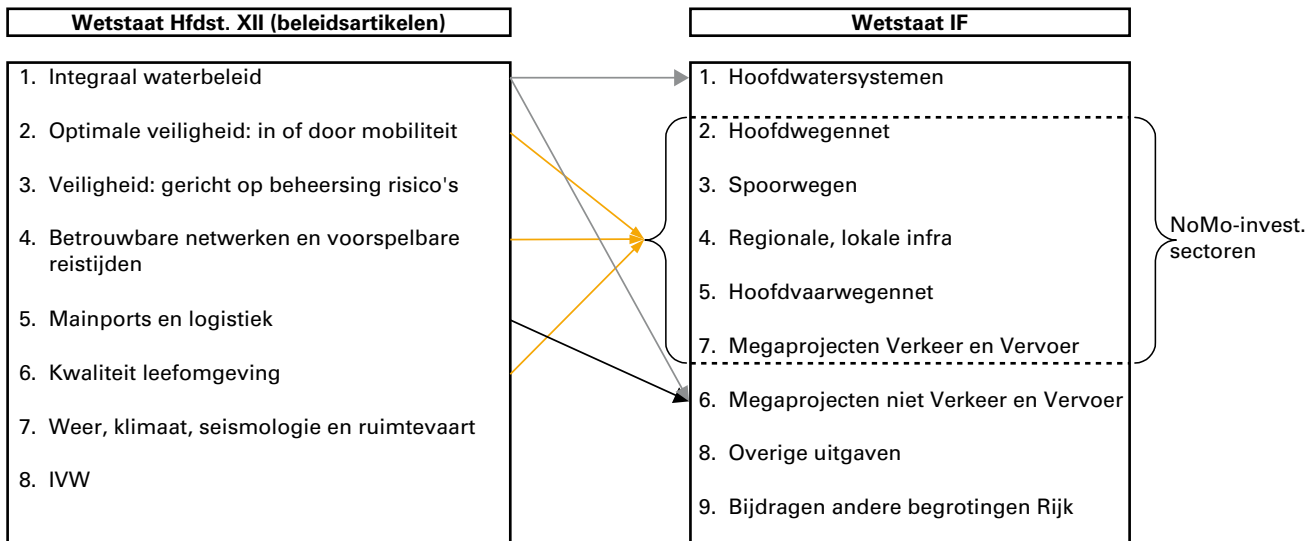 Wetstaat Hfdst. XII (beleidsartikelen)
1. Integraal waterbeleid
2. Optimale veiligheid: in of door mobiliteit
3. Veiligheid: gericht op beheersing risico's
4. Betrouwbare netwerken en voorspelbare
reistijden
5. Mainports en logistiek
6. Kwaliteit leefomgeving
7. Weer, klimaat, seismologie en ruimtevaart
8. IVW
Wetstaat IF
1. Hoofdwatersystemen
2. Hoofdwegennet
3. Spoorwegen
4. Regionale, lokale infra
5. Hoofdvaarwegennet
7. Megaprojecten Verkeer en Vervoer
6. Megaprojecten niet Verkeer en Vervoer
8. Overige uitgaven
9. Bijdragen andere begrotingen Rijk
NoMo-invest.
sectoren